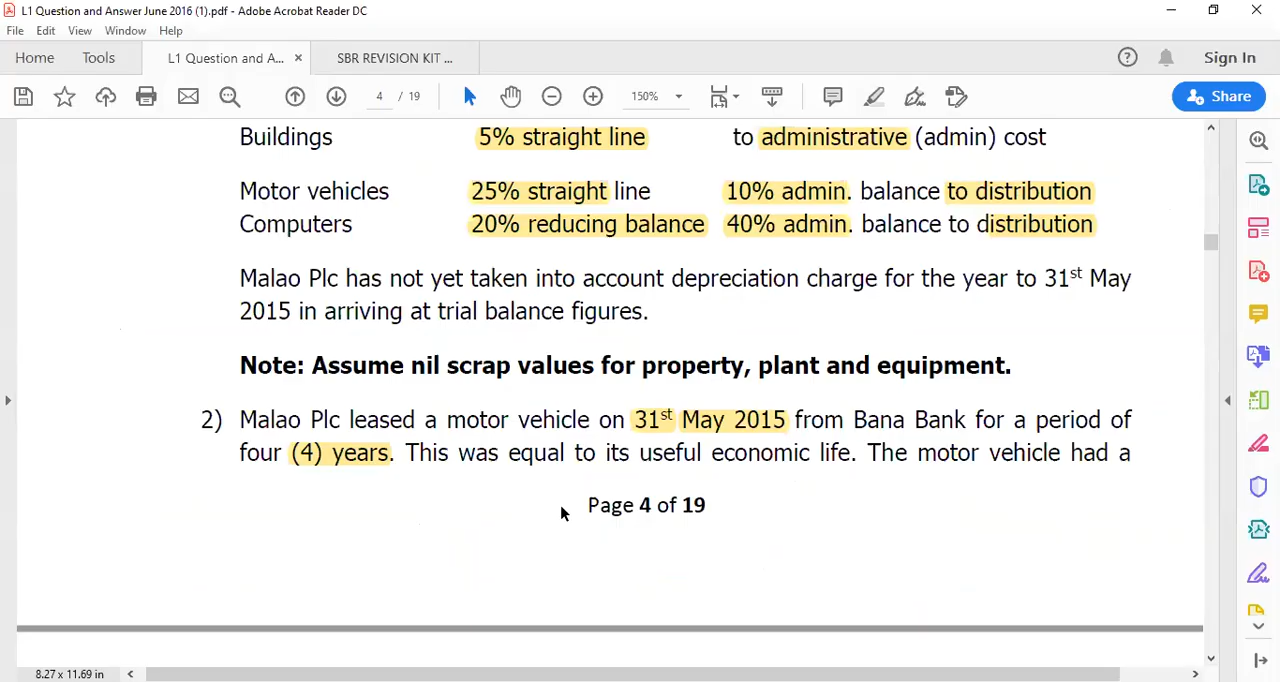 L1 Question and Answer June 2016 (1).pdf - Adobe Acrobat Reader DC
File Edit View Window Help
Home Tools L1 Question and A... × SBR REVISION KIT ... Sign In
4 / 19 150% Share
Buildings 5% straight line to administrative (admin) cost
Motor vehicles 25% straight line 10% admin. balance to distribution
Computers 20% reducing balance 40% admin. balance to distribution
Malao Plc has not yet taken into account depreciation charge for the year to 31st May
2015 in arriving at trial balance figures.
Note: Assume nil scrap values for property, plant and equipment.
2) Malao Plc leased a motor vehicle on 31st May 2015 from Bana Bank for a period of
four (4) years. This was equal to its useful economic life. The motor vehicle had a
Page 4 of 19
8.27 x 11.69 in